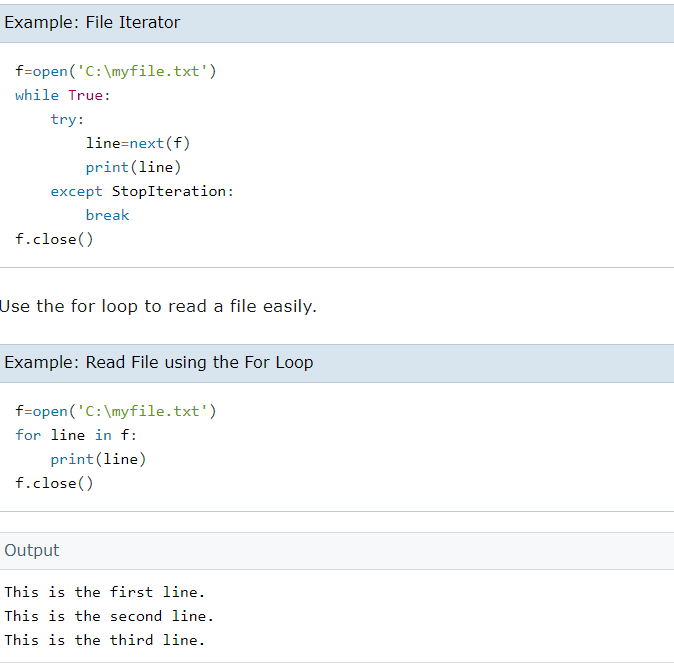 Example: File Iterator
f=open('C:\myfile.txt')
while True:
    try:
        line=next(f)
        print(line)
    except StopIteration:
        break
f.close()
Use the for loop to read a file easily.
Example: Read File using the For Loop
f=open('C:\myfile.txt')
for line in f:
    print(line)
f.close()
Output
This is the first line.
This is the second line.
This is the third line.